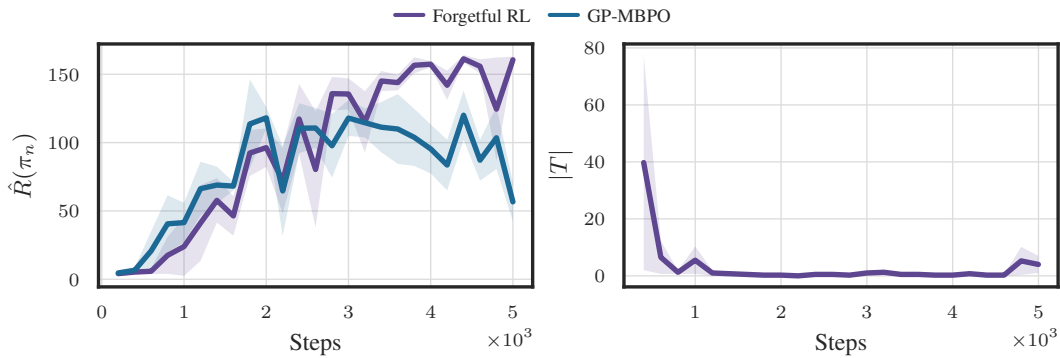 Forgetful RL
GP-MBPO
150
100
50
0
R̂(πₙ)
0 1 2 3 4 5
Steps
×10³
80
60
40
20
0
|T|
1 2 3 4 5
Steps
×10³